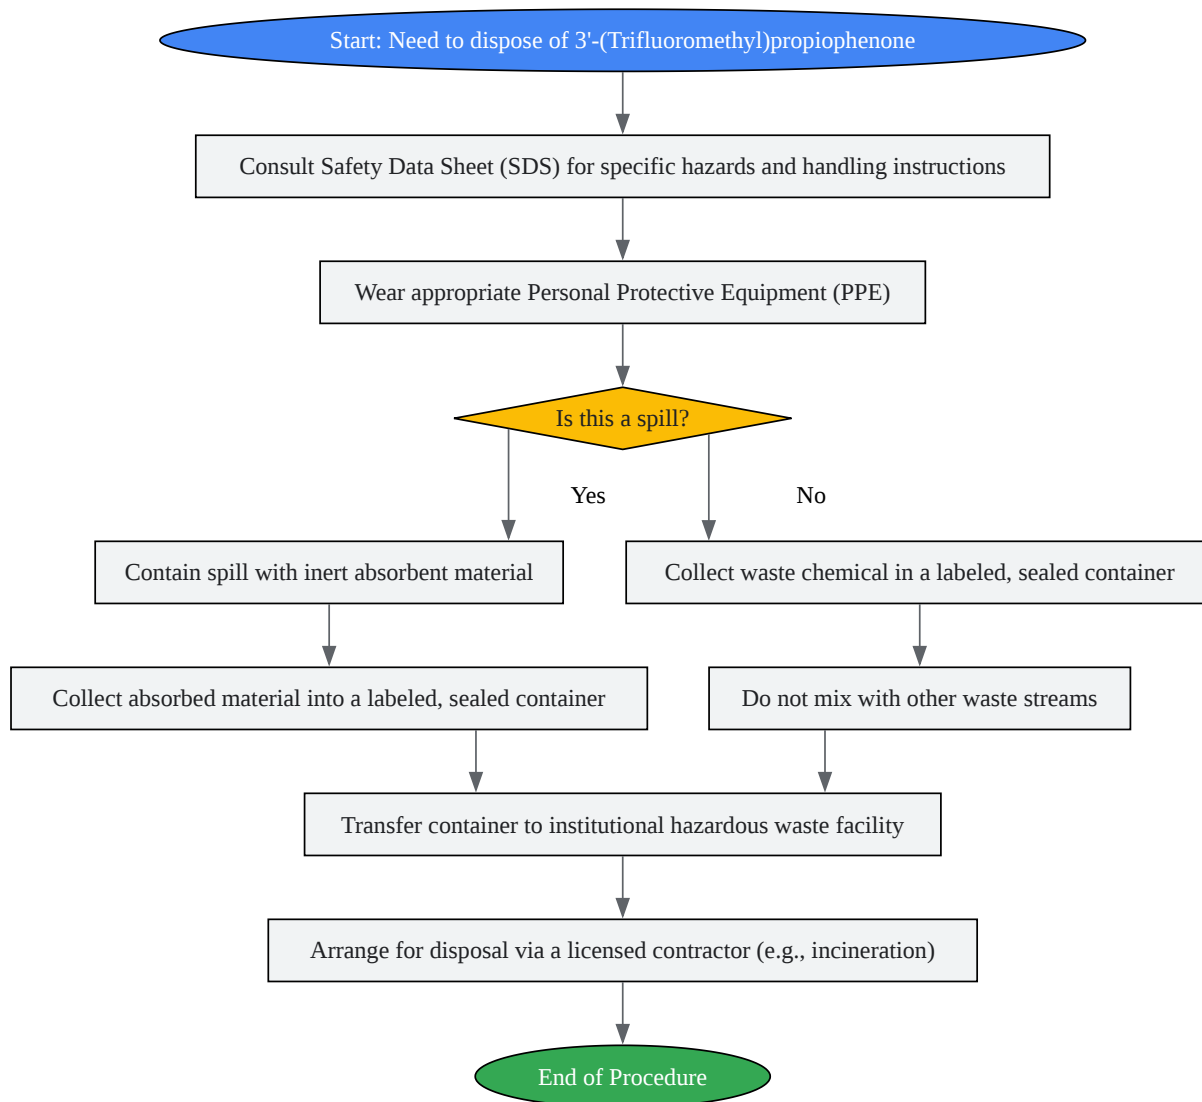 Start: Need to dispose of 3'-(Trifluoromethyl)propiophenone
Consult Safety Data Sheet (SDS) for specific hazards and handling instructions
Wear appropriate Personal Protective Equipment (PPE)
Is this a spill?
Yes
No
Contain spill with inert absorbent material
Collect waste chemical in a labeled, sealed container
Collect absorbed material into a labeled, sealed container
Do not mix with other waste streams
Transfer container to institutional hazardous waste facility
Arrange for disposal via a licensed contractor (e.g., incineration)
End of Procedure